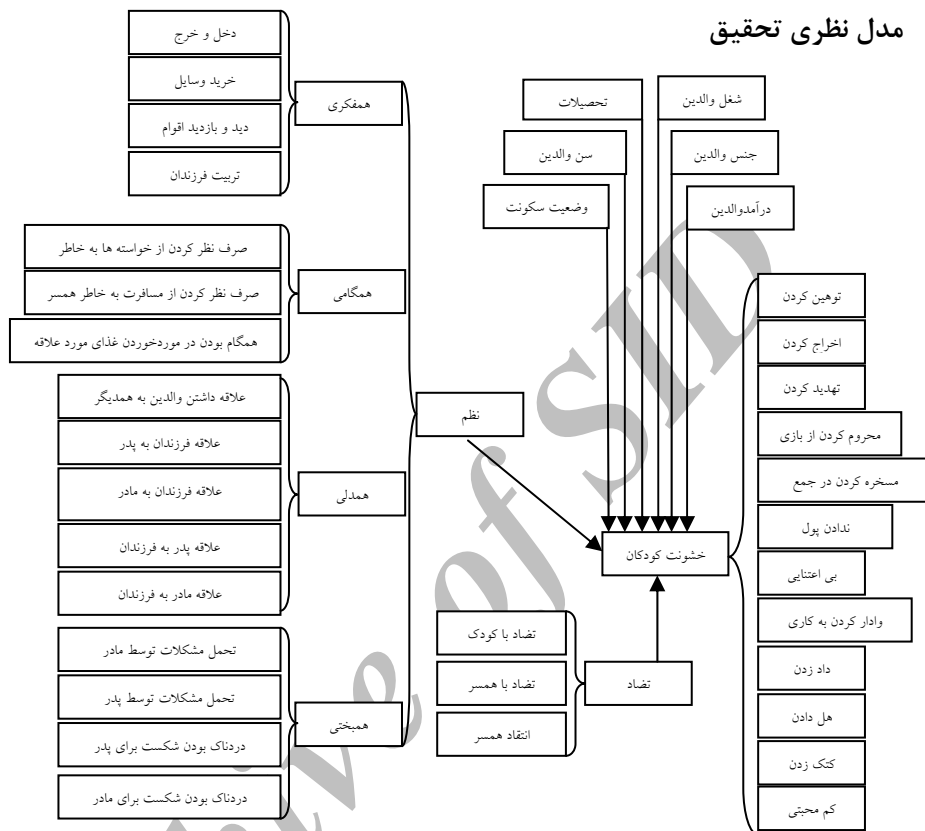 مدل نظری تحقیق
شغل والدین
تحصیلات
جنس والدین
سن والدین
درآمدوالدین
وضعیت سکونت
دخل و خرج
خرید وسایل
همفکری
دید و بازدید اقوام
تربیت فرزندان
صرف نظر کردن از خواسته ها به خاطر
همگامی
صرف نظر کردن از مسافرت به خاطر همسر
همگام بودن در موردخوردن غذای مورد علاقه
علاقه داشتن والدین به همدیگر
علاقه فرزندان به پدر
نظم
همدلی
علاقه فرزندان به مادر
علاقه پدر به فرزندان
علاقه مادر به فرزندان
تحمل مشکلات توسط مادر
تحمل مشکلات توسط پدر
همبختی
دردناک بودن شکست برای پدر
دردناک بودن شکست برای مادر
خشونت کودکان
تضاد با کودک
تضاد
تضاد با همسر
انتقاد همسر
توهین کردن
اخراج کردن
تهدید کردن
محروم کردن از بازی
مسخره کردن در جمع
ندادن پول
بی اعتنایی
وادار کردن به کاری
داد زدن
هل دادن
کتک زدن
کم محبتی
Archive of SID